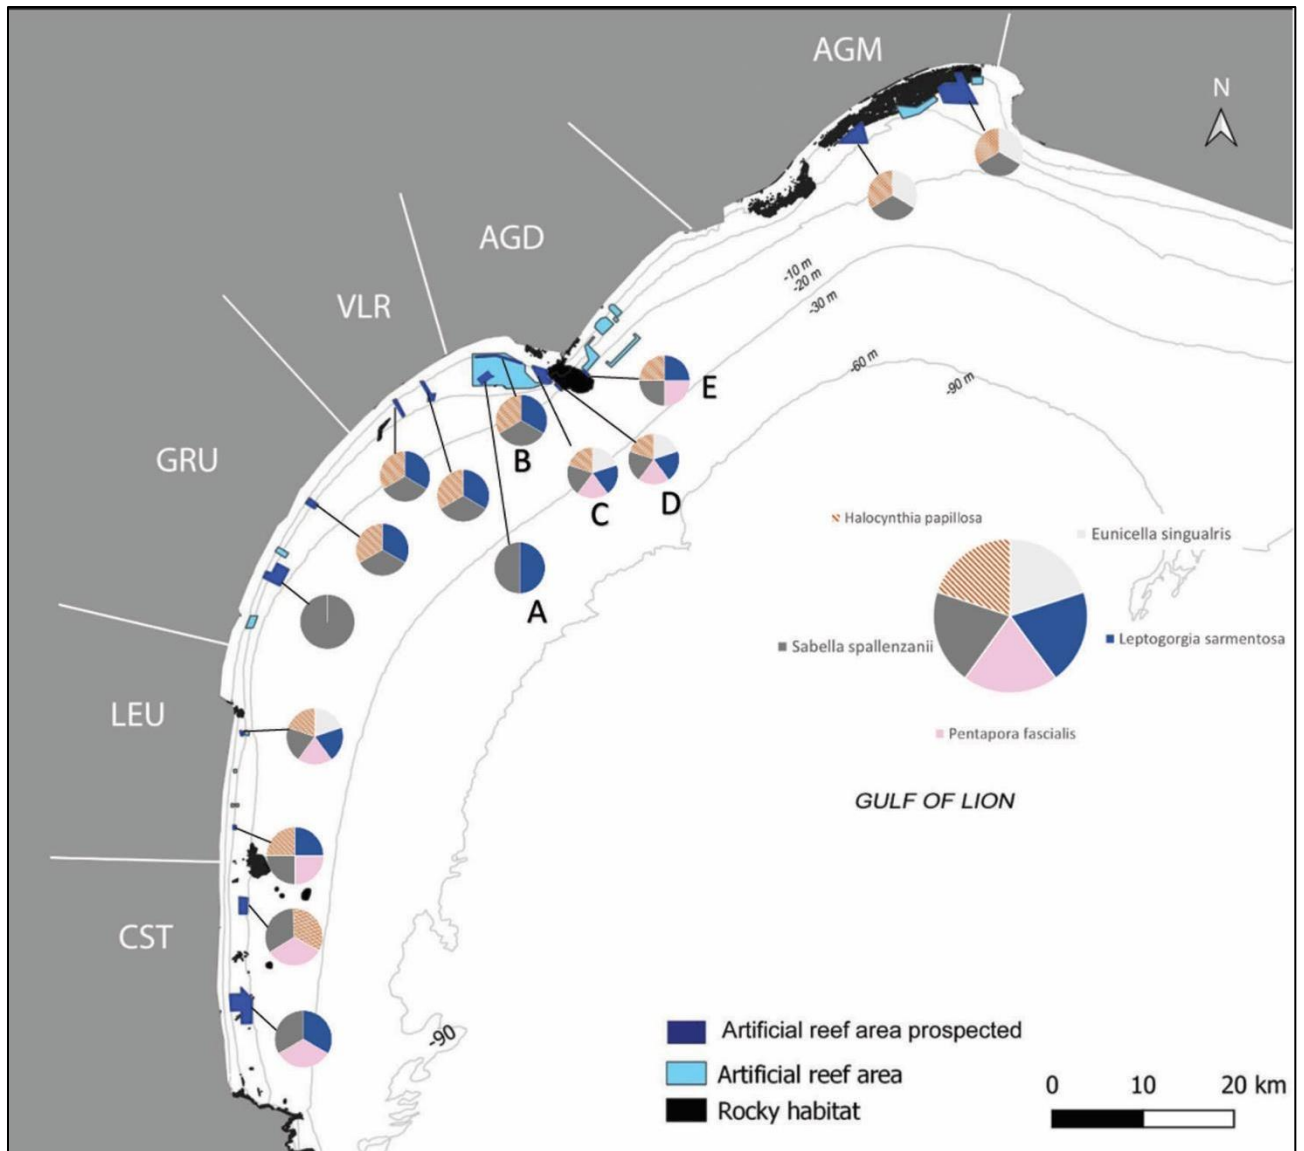 AGM
N
AGD
-10 m
-20 m
-30 m
VLR
-60 m
-90 m
E
GRU
B
C
D
Halocynthia papillosa
Eunicella singualris
A
Sabella spallenzanii
Leptogorgia sarmentosa
LEU
Pentapora fascialis
GULF OF LION
CST
-90
Artificial reef area prospected
Artificial reef area
Rocky habitat
0 10 20 km